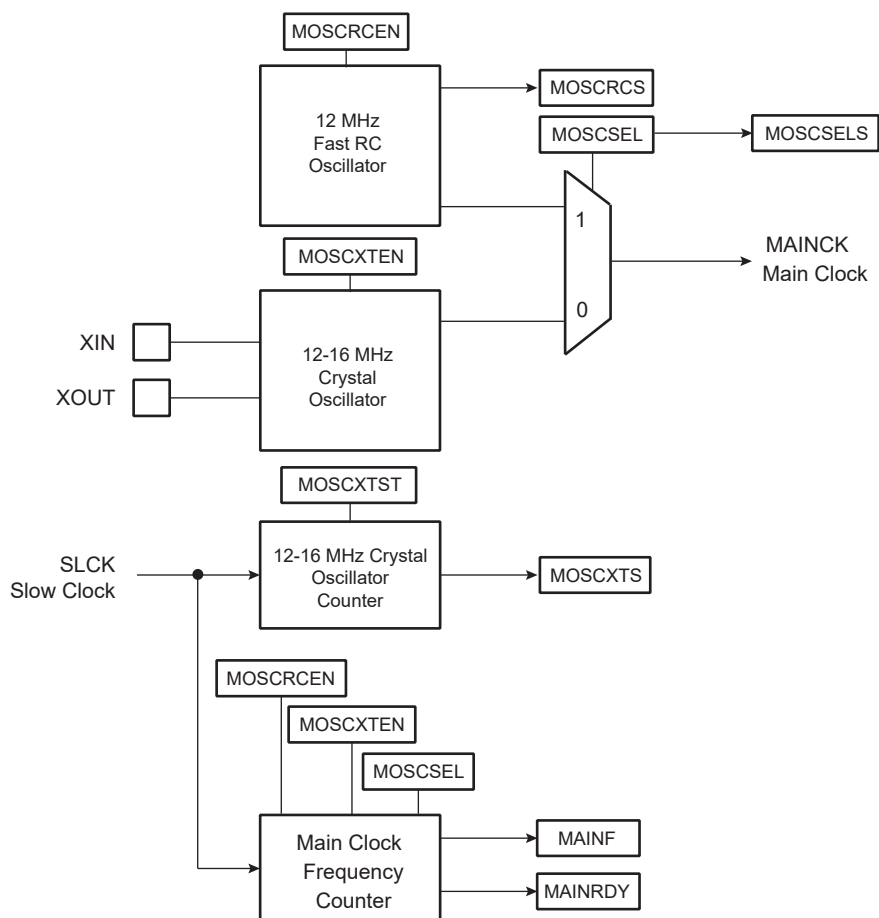 MOSCRCEN
12 MHz
Fast RC
Oscillator
MOSCRCS
MOSCSEL
MOSCSELS
1
0
MAINCK
Main Clock
MOSCXTEN
XIN
XOUT
12-16 MHz
Crystal
Oscillator
MOSCXTST
SLCK
Slow Clock
12-16 MHz Crystal
Oscillator
Counter
MOSCXTS
MOSCRCEN
MOSCXTEN
MOSCSEL
Main Clock
Frequency
Counter
MAINF
MAINRDY